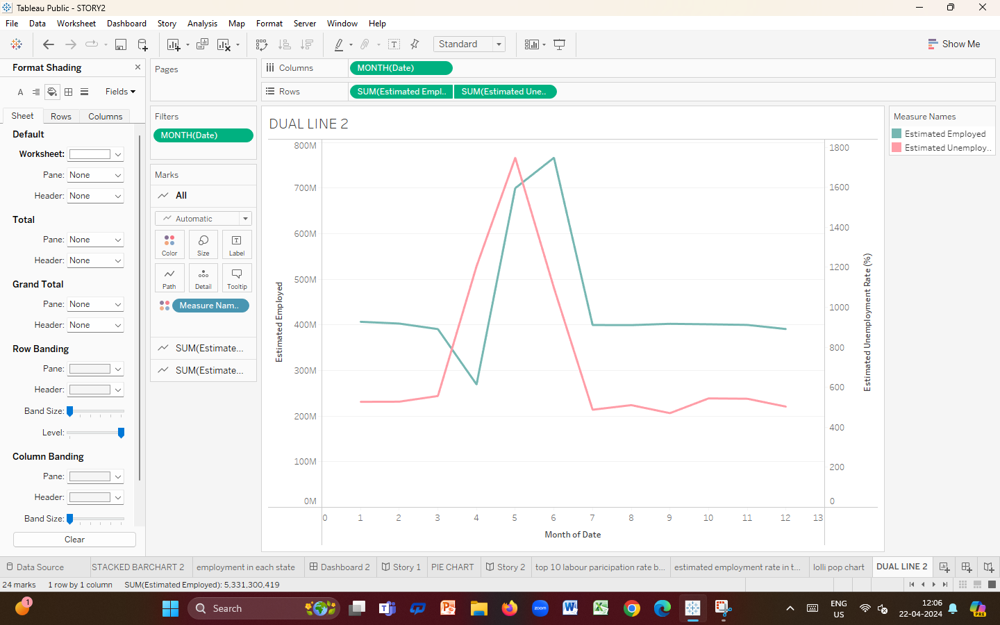 Tableau Public - STORY2
File Data Worksheet Dashboard Story Analysis Map Format Server Window Help
Standard
Show Me
Format Shading
Fields
Sheet Rows Columns
Default
Worksheet:
Pane: None
Header: None
Total
Pane: None
Header: None
Grand Total
Pane: None
Header: None
Row Banding
Pane:
Header:
Band Size:
Level:
Column Banding
Pane:
Header:
Band Size:
Clear
Pages
Filters
MONTH(Date)
Marks
All
Automatic
Color Size Label
Path Detail Tooltip
Measure Nam..
SUM(Estimate...
SUM(Estimate...
Columns MONTH(Date)
Rows SUM(Estimated Empl.. SUM(Estimated Une..
DUAL LINE 2
800M
700M
600M
500M
400M
300M
200M
100M
0M
Estimated Employed
1800
1600
1400
1200
1000
800
600
400
200
0
Estimated Unemployment Rate (%)
0 1 2 3 4 5 6 7 8 9 10 11 12 13
Month of Date
Measure Names
Estimated Employed
Estimated Unemploy..
Data Source STACKED BARCHART 2 employment in each state Dashboard 2 Story 1 PIE CHART Story 2 top 10 labour paricipation rate b... estimated employment rate in t... lolli pop chart DUAL LINE 2
24 marks 1 row by 1 column SUM(Estimated Employed): 5,331,300,419
1
Search
zoom
ENG
US
12:06
22-04-2024
PRE